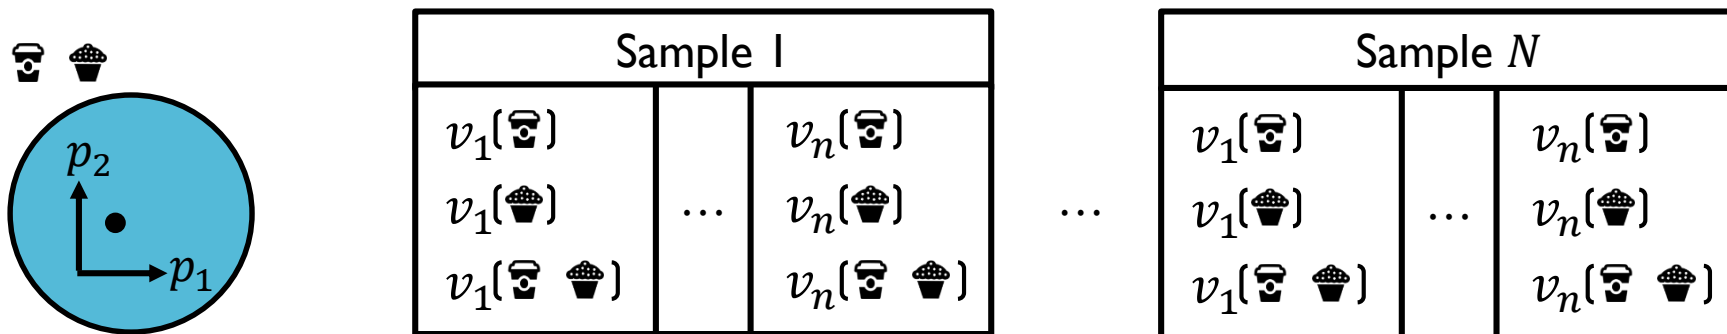 p₂
p₁
Sample 1
v₁( )
v₁( )
v₁( )
…
vₙ( )
vₙ( )
vₙ( )
…
Sample N
v₁( )
v₁( )
v₁( )
…
vₙ( )
vₙ( )
vₙ( )